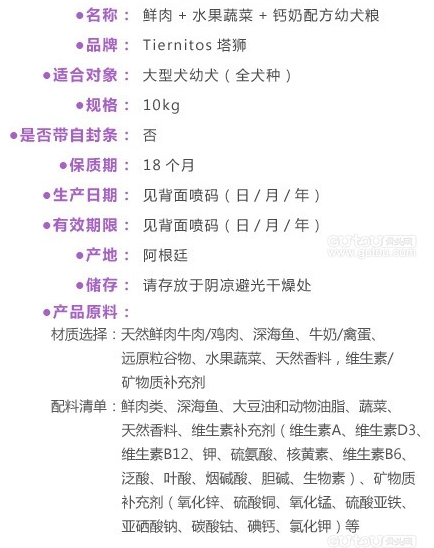 ●名称： 鲜肉 + 水果蔬菜 + 钙奶配方幼犬粮
●品牌： Tiernitos 塔狮
●适合对象： 大型犬幼犬（全犬种）
●规格： 10kg
●是否带自封条： 否
●保质期： 18 个月
●生产日期： 见背面喷码（日 / 月 / 年）
●有效期限： 见背面喷码（日 / 月 / 年）
●产地： 阿根廷
●储存： 请存放于阴凉避光干燥处
●产品原料：
材质选择：天然鲜肉牛肉/鸡肉、深海鱼、牛奶/禽蛋、
远原粒谷物、水果蔬菜、天然香料，维生素/
矿物质补充剂
配料清单：鲜肉类、深海鱼、大豆油和动物油脂、蔬菜、
天然香料、维生素补充剂（维生素A、维生素D3、
维生素B12、钾、硫氨酸、核黄素、维生素B6、
泛酸、叶酸、烟碱酸、胆碱、生物素）、矿物质
补充剂（氧化锌、硫酸铜、氧化锰、硫酸亚铁、
亚硒酸钠、碳酸钴、碘钙、氯化钾）等